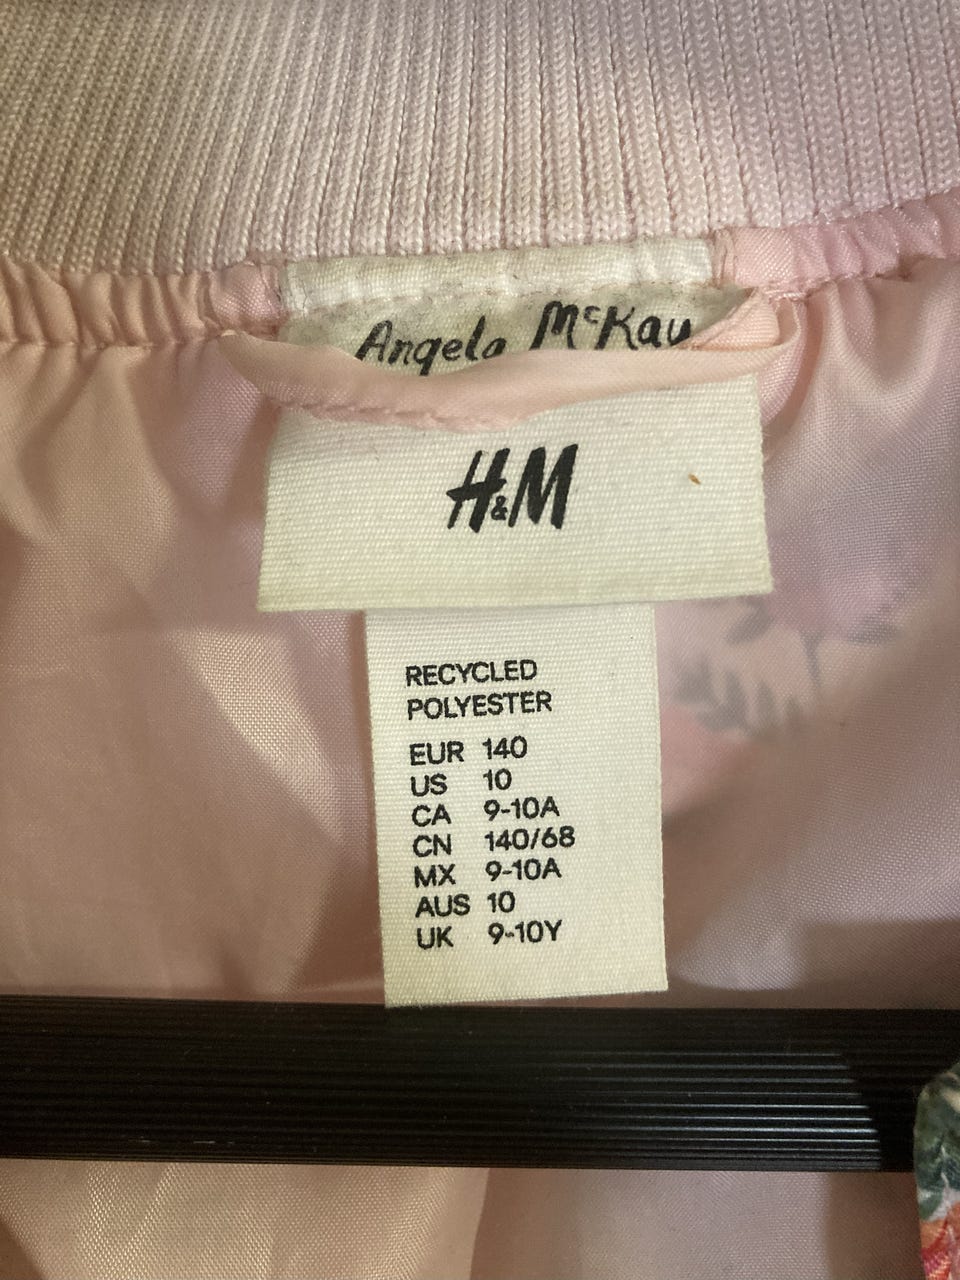 Angela McKay
H&M
RECYCLED
POLYESTER
EUR 140
US 10
CA 9-10A
CN 140/68
MX 9-10A
AUS 10
UK 9-10Y